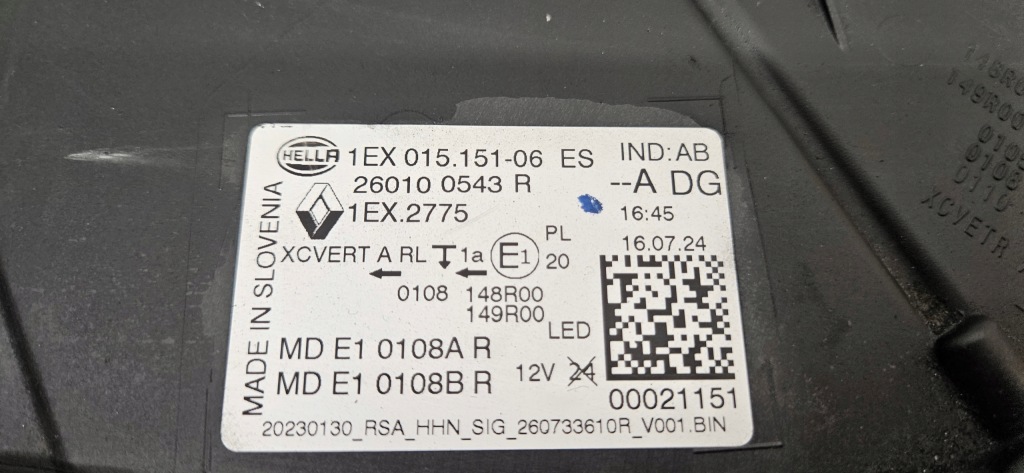 HELLA 1EX 015.151-06 ES IND:AB
26010 0543 R --A DG
1EX.2775 16:45
16.07.24
XCVERT A RL T 1a E1 PL
20
0108 148R00
149R00
LED
MD E1 0108A R
MD E1 0108B R
12V 24
00021151
20230130_RSA_HHN_SIG_260733610R_V001.BIN
MADE IN SLOVENIA
149R00
XCVETR